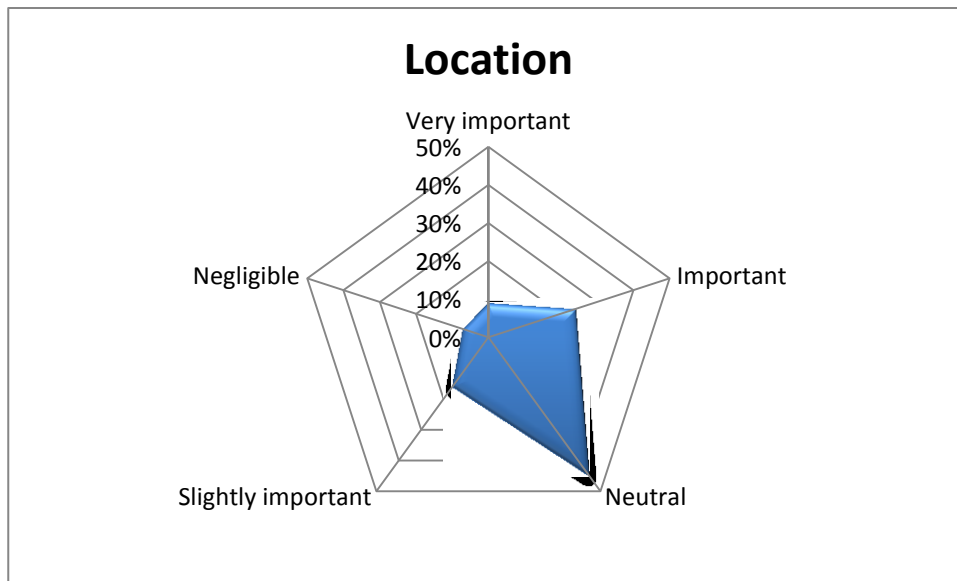 Location
Very important
50%
40%
30%
20%
10%
0%
Important
Neutral
Slightly important
Negligible